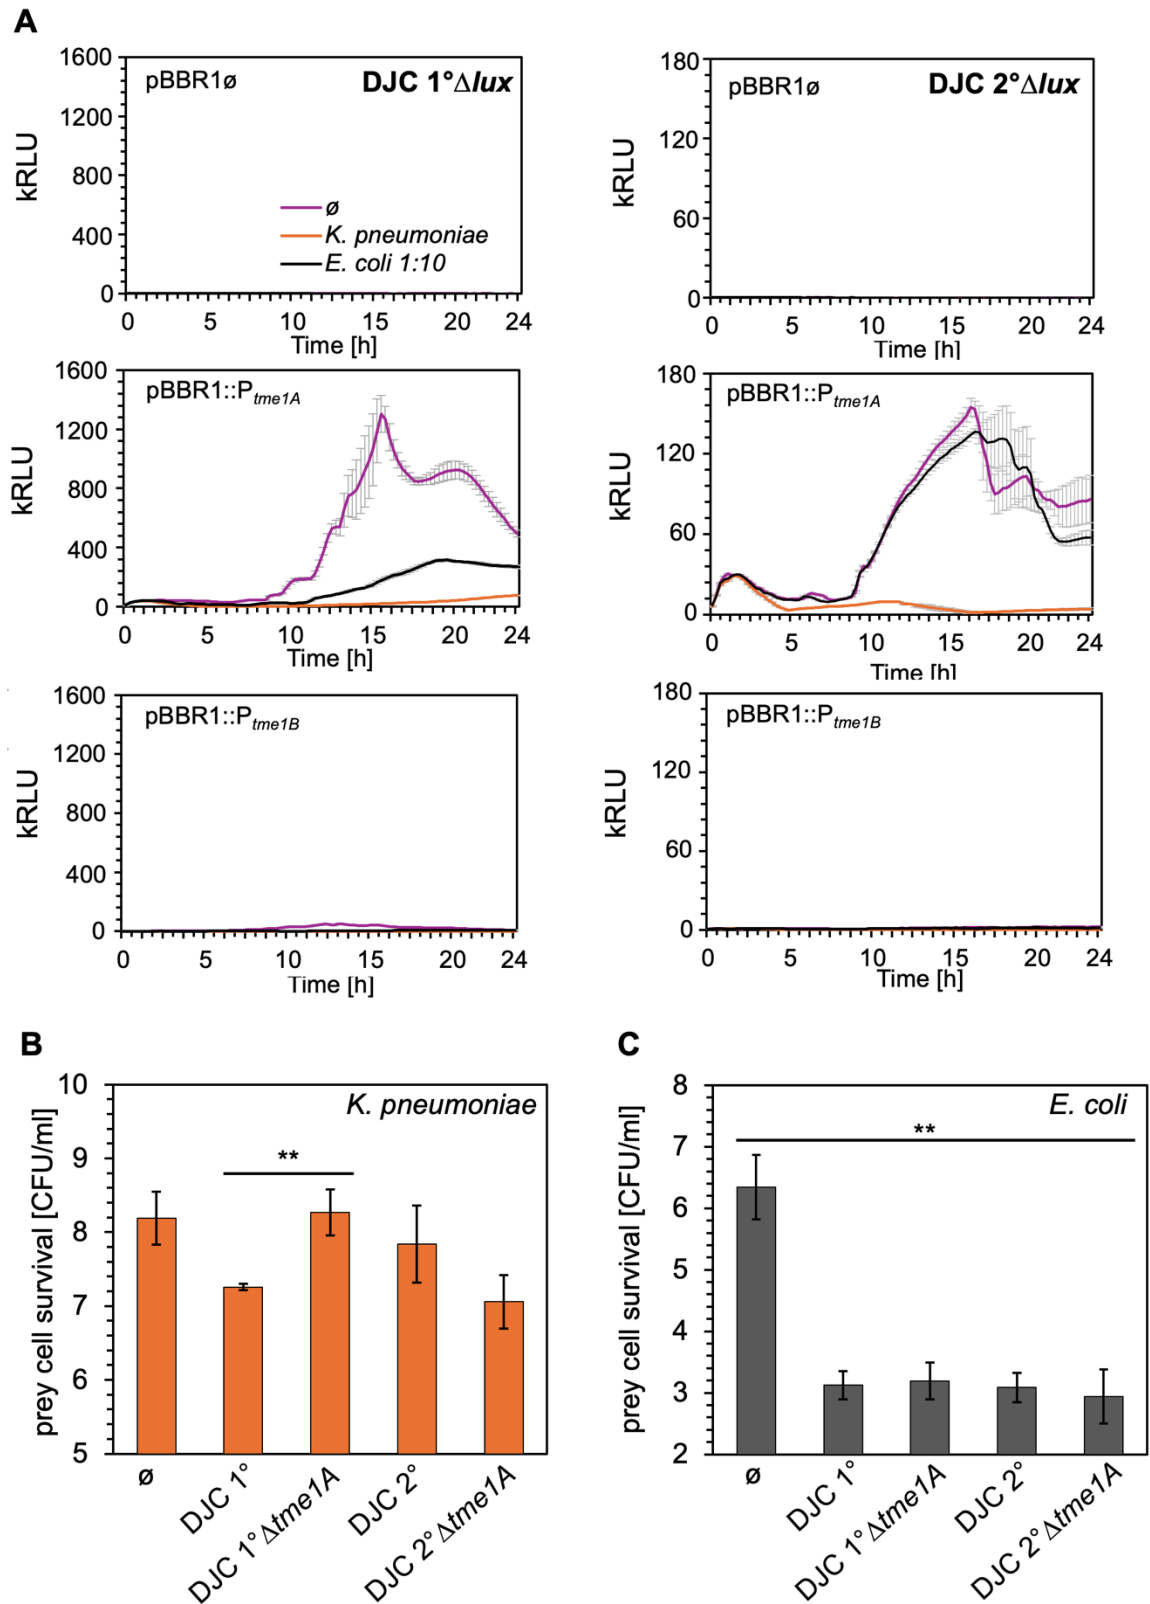 A
pBBR1ø DJC 1°Δlux
1600
1200
800
400
0
kRLU
ø
K. pneumoniae
E. coli 1:10
0 5 10 15 20 24
Time [h]
pBBR1ø DJC 2°Δlux
180
120
60
0
kRLU
0 5 10 15 20 24
Time [h]
pBBR1::Ptme1A
1600
1200
800
400
0
kRLU
0 5 10 15 20 24
Time [h]
pBBR1::Ptme1A
180
120
60
0
kRLU
0 5 10 15 20 24
Time [h]
pBBR1::Ptme1B
1600
1200
800
400
0
kRLU
0 5 10 15 20 24
Time [h]
pBBR1::Ptme1B
180
120
60
0
kRLU
0 5 10 15 20 24
Time [h]
B
K. pneumoniae
10
9
8
7
6
5
prey cell survival [CFU/ml]
**
ø
DJC 1°
DJC 1°Δtme1A
DJC 2°
DJC 2°Δtme1A
C
E. coli
8
7
6
5
4
3
2
prey cell survival [CFU/ml]
**
ø
DJC 1°
DJC 1°Δtme1A
DJC 2°
DJC 2°Δtme1A